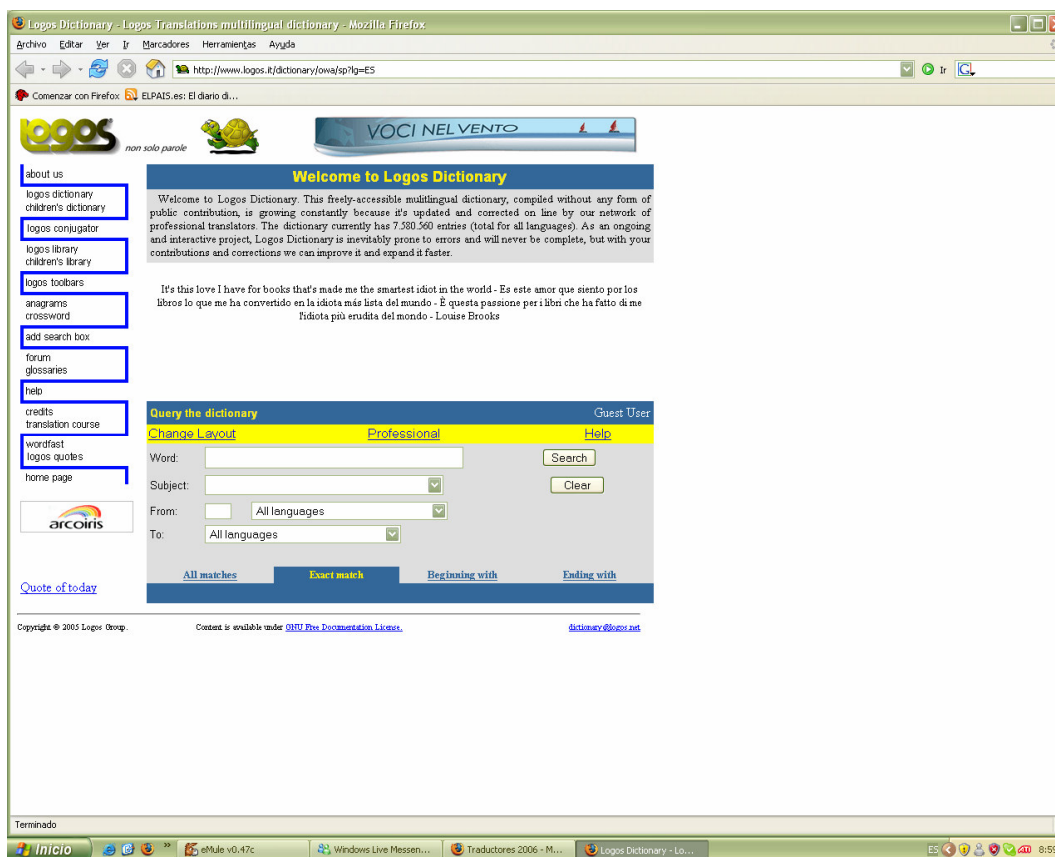 Logos Dictionary - Logos Translations multilingual dictionary - Mozilla Firefox
Archivo Editar Ver Ir Marcadores Herramientas Ayuda
http://www.logos.it/dictionary/owa/sp?lg=ES
Ir
Comenzar con Firefox ELPAIS.es: El diario di...
logos non solo parole
VOCI NEL VENTO
about us
logos dictionary
children's dictionary
logos conjugator
logos library
children's library
logos toolbars
anagrams
crossword
add search box
forum
glossaries
help
credits
translation course
wordfast
logos quotes
home page
arcoiris
Quote of today
Welcome to Logos Dictionary
Welcome to Logos Dictionary. This freely-accessible mulitlingual dictionary, compiled without any form of
public contribution, is growing constantly because it's updated and corrected on line by our network of
professional translators. The dictionary currently has 7.580.560 entries (total for all languages). As an ongoing
and interactive project, Logos Dictionary is inevitably prone to errors and will never be complete, but with your
contributions and corrections we can improve it and expand it faster.
It's this love I have for books that's made me the smartest idiot in the world - Es este amor que siento por los
libros lo que me ha convertido en la idiota más lista del mundo - È questa passione per i libri che ha fatto di me
l'idiota più erudita del mondo - Louise Brooks
Query the dictionary Guest User
Change Layout Professional Help
Word: Search
Subject: Clear
From: All languages
To: All languages
All matches Exact match Beginning with Ending with
Copyright © 2005 Logos Group. Content is available under GNU Free Documentation License. dictionary@logos.net
Terminado
Inicio » eMule v0.47c Windows Live Messen... Traductores 2006 - M... Logos Dictionary - Lo... ES 8:59